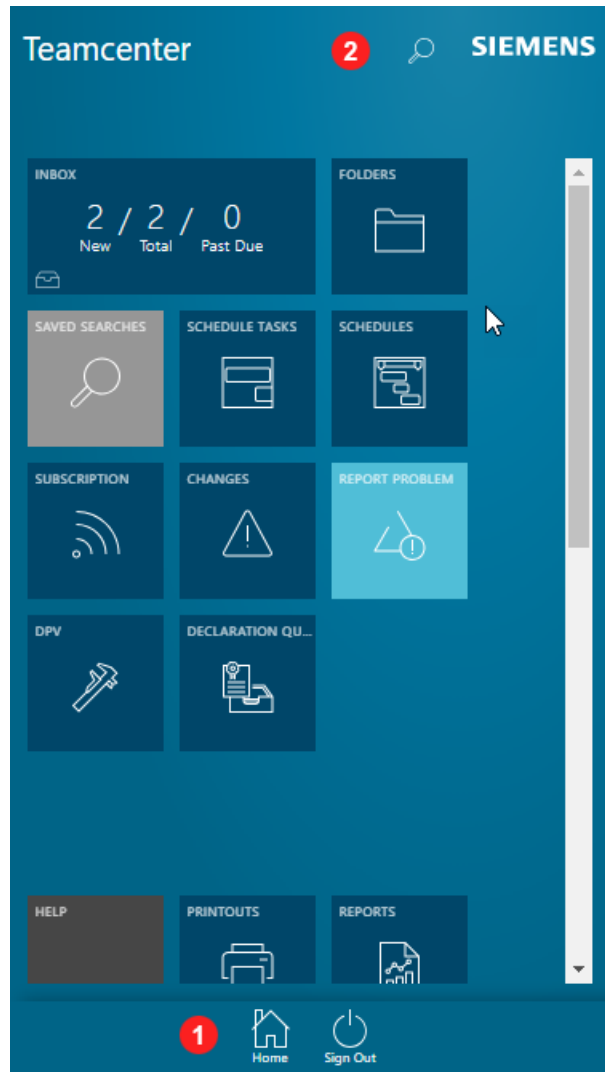 Teamcenter
2
SIEMENS
INBOX
2 / 2 / 0
New Total Past Due
FOLDERS
SAVED SEARCHES
SCHEDULE TASKS
SCHEDULES
SUBSCRIPTION
CHANGES
REPORT PROBLEM
DPV
DECLARATION QU...
HELP
PRINTOUTS
REPORTS
1
Home
Sign Out